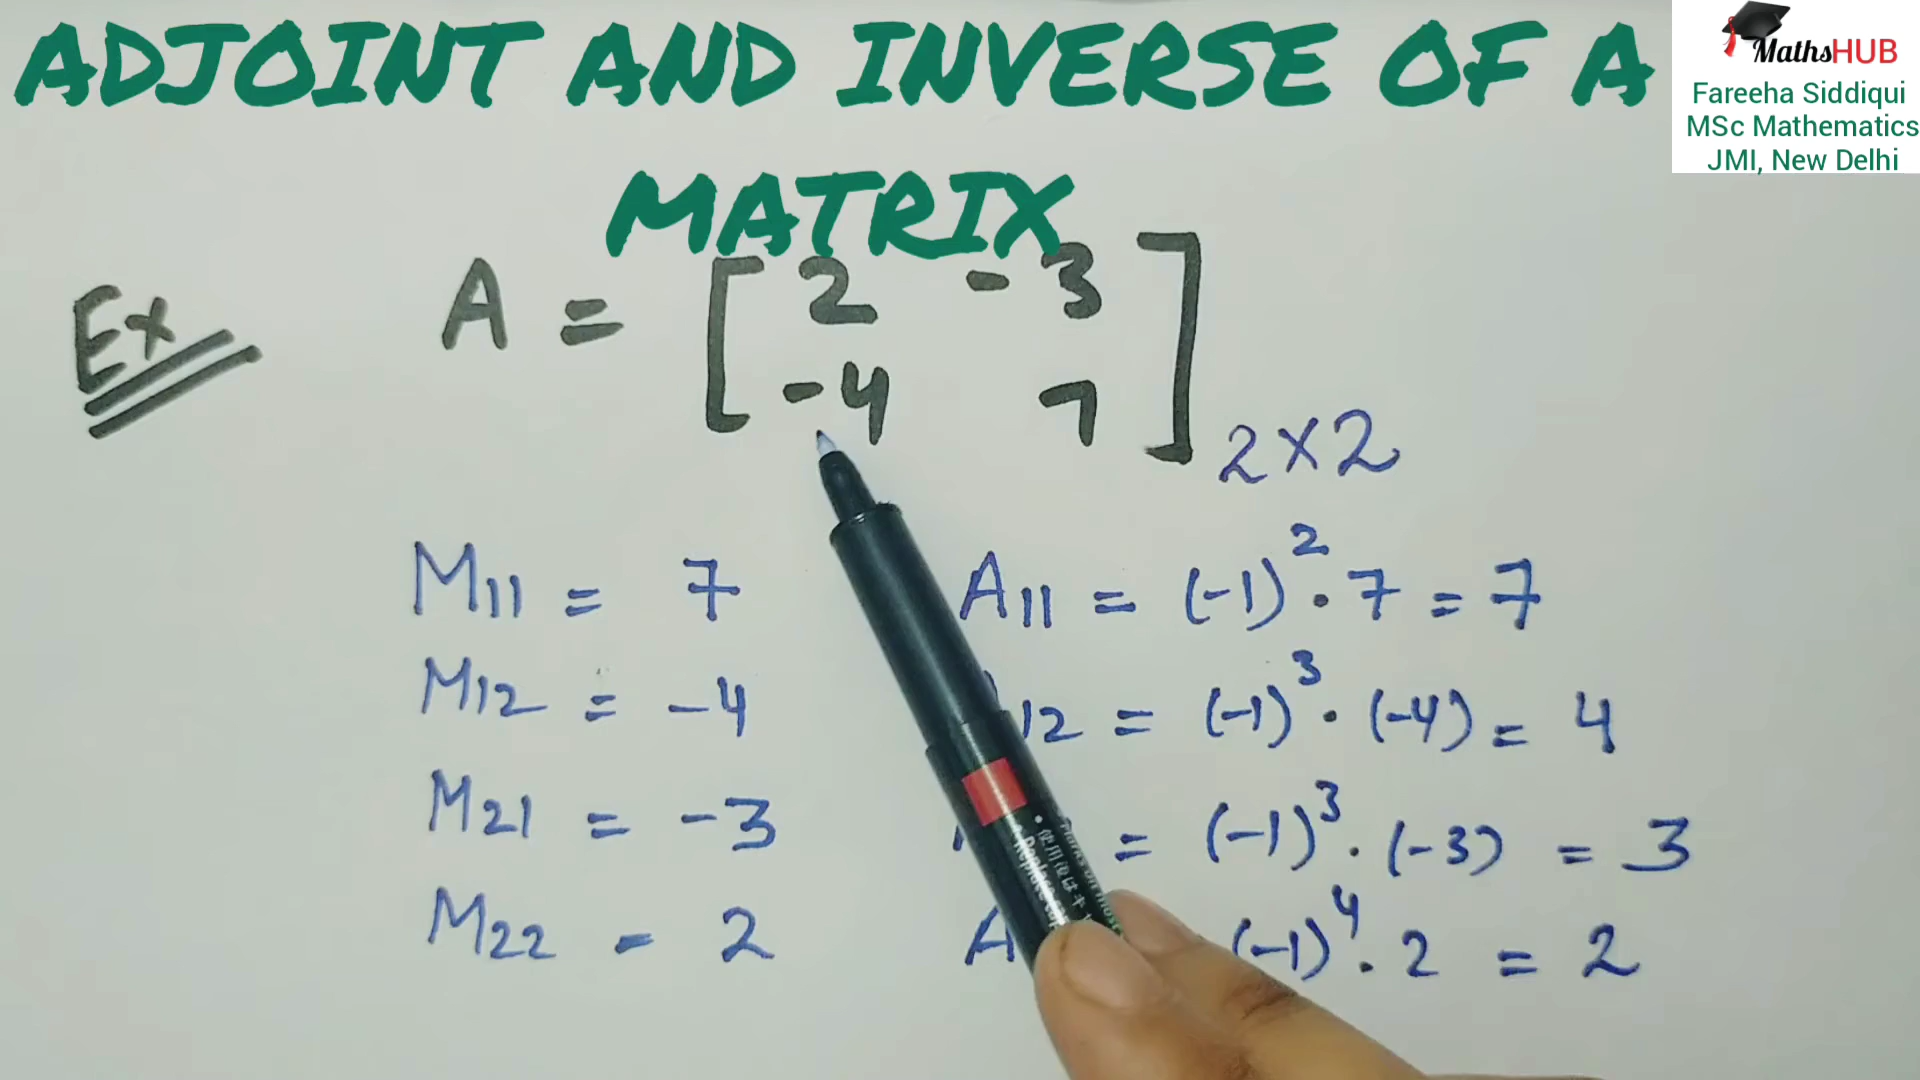 ADJOINT AND INVERSE OF A
MATRIX
MathsHUB
Fareeha Siddiqui
MSc Mathematics
JMI, New Delhi
Ex
A = [ 2 -3
-4 7 ] 2×2
M11 = 7
A11 = (-1)^2 . 7 = 7
M12 = -4
12 = (-1)^3 . (-4) = 4
M21 = -3
= (-1)^3 . (-3) = 3
M22 = 2
A (-1)^4 . 2 = 2